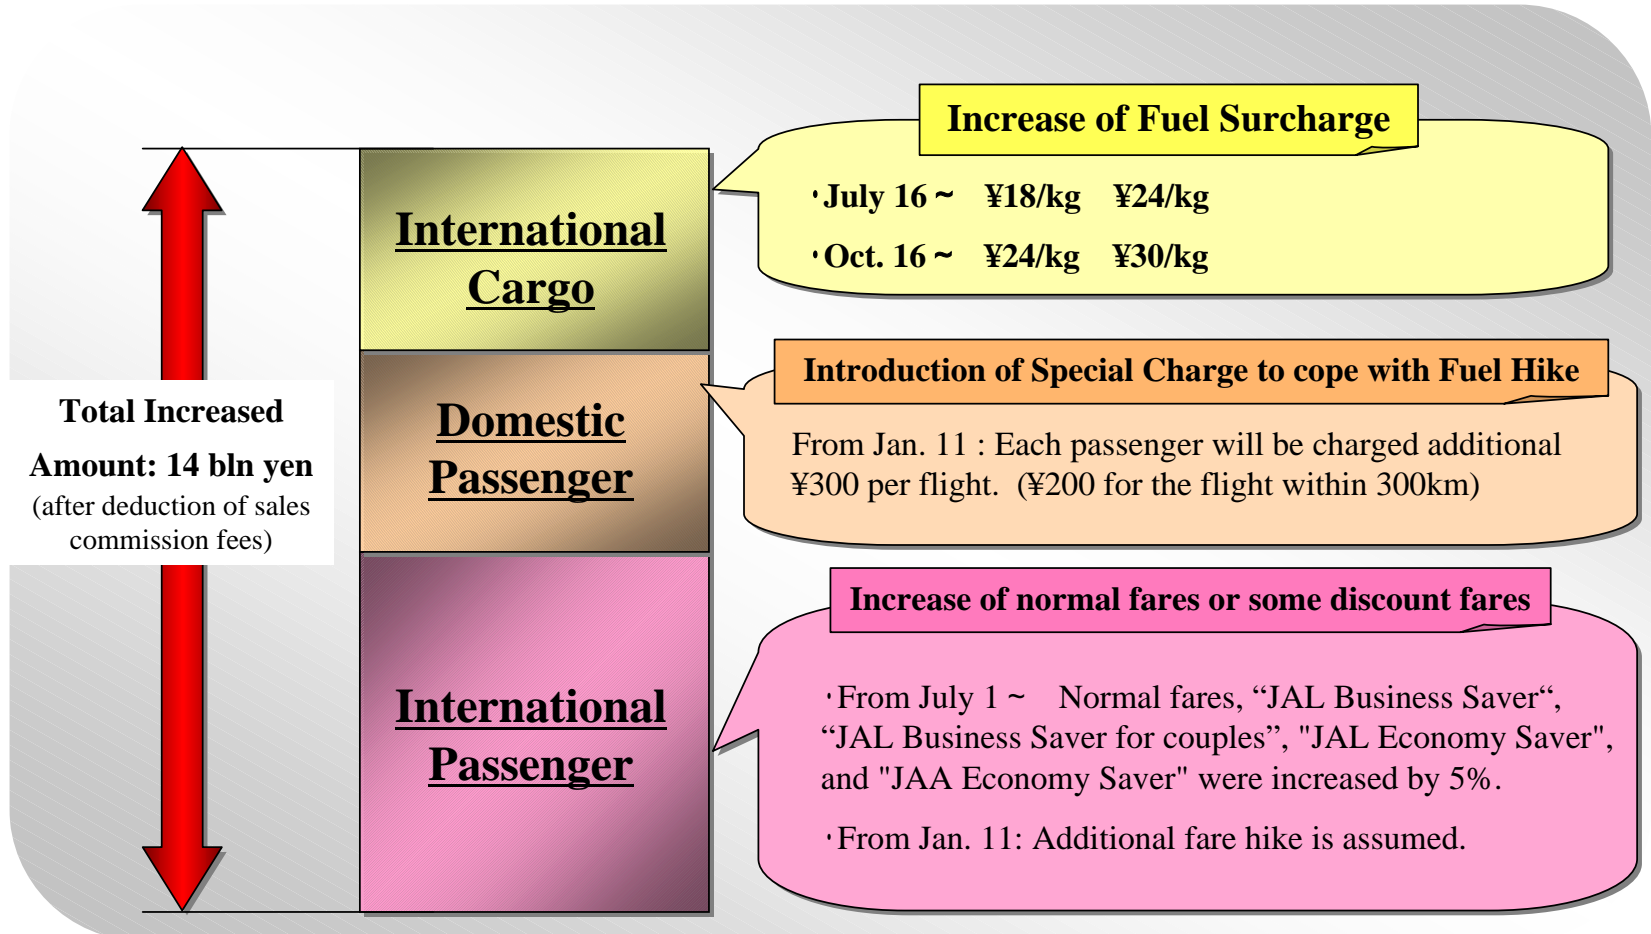 Increase of Fuel Surcharge
・July 16 ~ ¥18/kg ¥24/kg
・Oct. 16 ~ ¥24/kg ¥30/kg
International
Cargo
Introduction of Special Charge to cope with Fuel Hike
From Jan. 11 : Each passenger will be charged additional
¥300 per flight. (¥200 for the flight within 300km)
Domestic
Passenger
Total Increased
Amount: 14 bln yen
(after deduction of sales
commission fees)
Increase of normal fares or some discount fares
・From July 1 ~ Normal fares, “JAL Business Saver“,
“JAL Business Saver for couples”, "JAL Economy Saver",
and "JAA Economy Saver" were increased by 5%.
・From Jan. 11: Additional fare hike is assumed.
International
Passenger